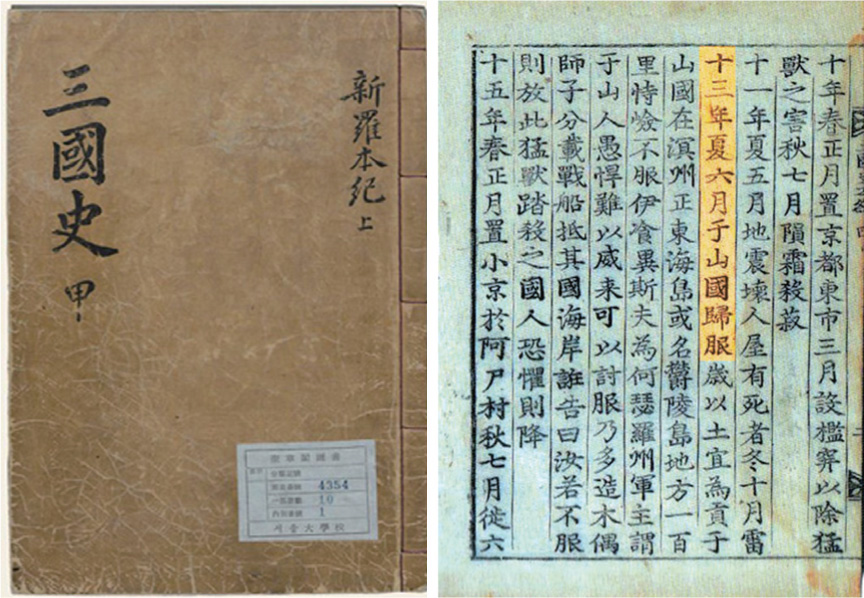 新羅本紀 上
三國史 甲
4354
10
1
서울大學校
十年春正月置京都東市三月設檻穽以除猛
獸之害秋七月隕霜殺菽
十一年夏五月地震壞人屋有死者冬十月雷
十三年夏六月于山國歸服歲以土宜為貢于
山國在溟州正東海島或名欝陵島地方一百
里恃嶮不服伊飡異斯夫為何瑟羅州軍主謂
于山人愚悍難以威来可以計服乃多造木偶
師子分載戰船抵其國海岸誑告曰汝若不服
則放此猛獸踏殺之國人恐懼則降
十五年春正月置小京於阿尸村秋七月徙六